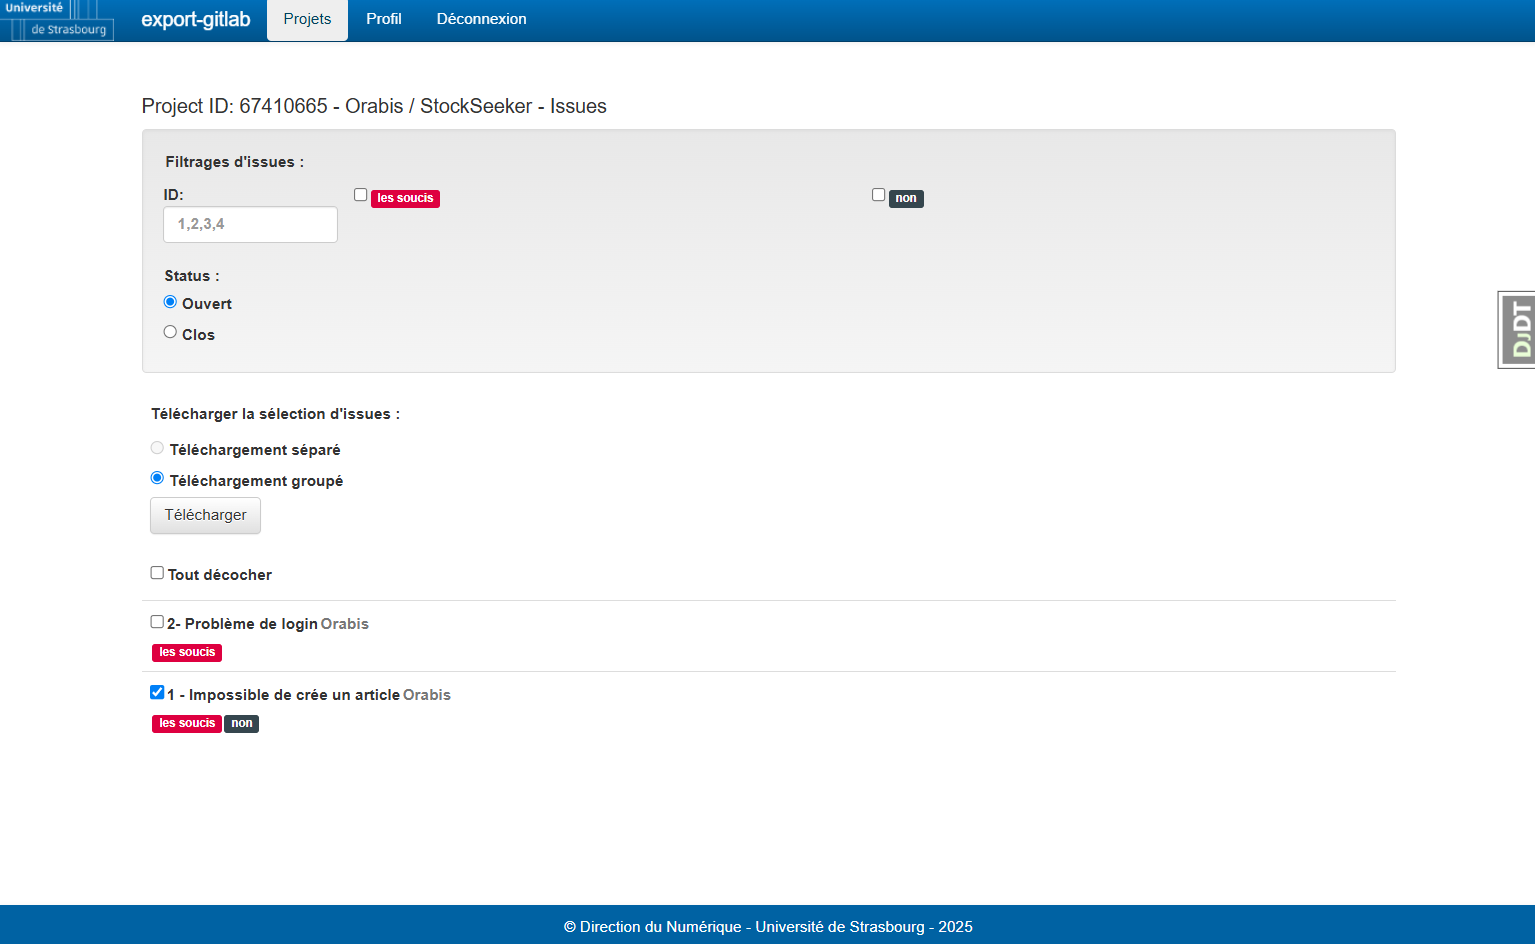 Université
de Strasbourg
export-gitlab
Projets
Profil
Déconnexion
Project ID: 67410665 - Orabis / StockSeeker - Issues
Filtrages d'issues :
ID:
les soucis
non
1,2,3,4
Status :
Ouvert
Clos
DJDT
Télécharger la sélection d'issues :
Téléchargement séparé
Téléchargement groupé
Télécharger
Tout décocher
2- Problème de login Orabis
les soucis
1 - Impossible de crée un article Orabis
les soucis non
© Direction du Numérique - Université de Strasbourg - 2025